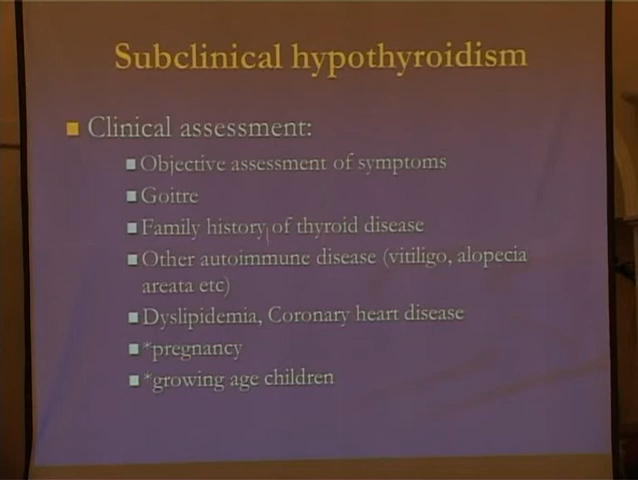 Subclinical hypothyroidism
Clinical assessment:
Objective assessment of symptoms
Goitre
Family history of thyroid disease
Other autoimmune disease (vitiligo, alopecia
areata etc)
Dyslipidemia, Coronary heart disease
*pregnancy
*growing age children